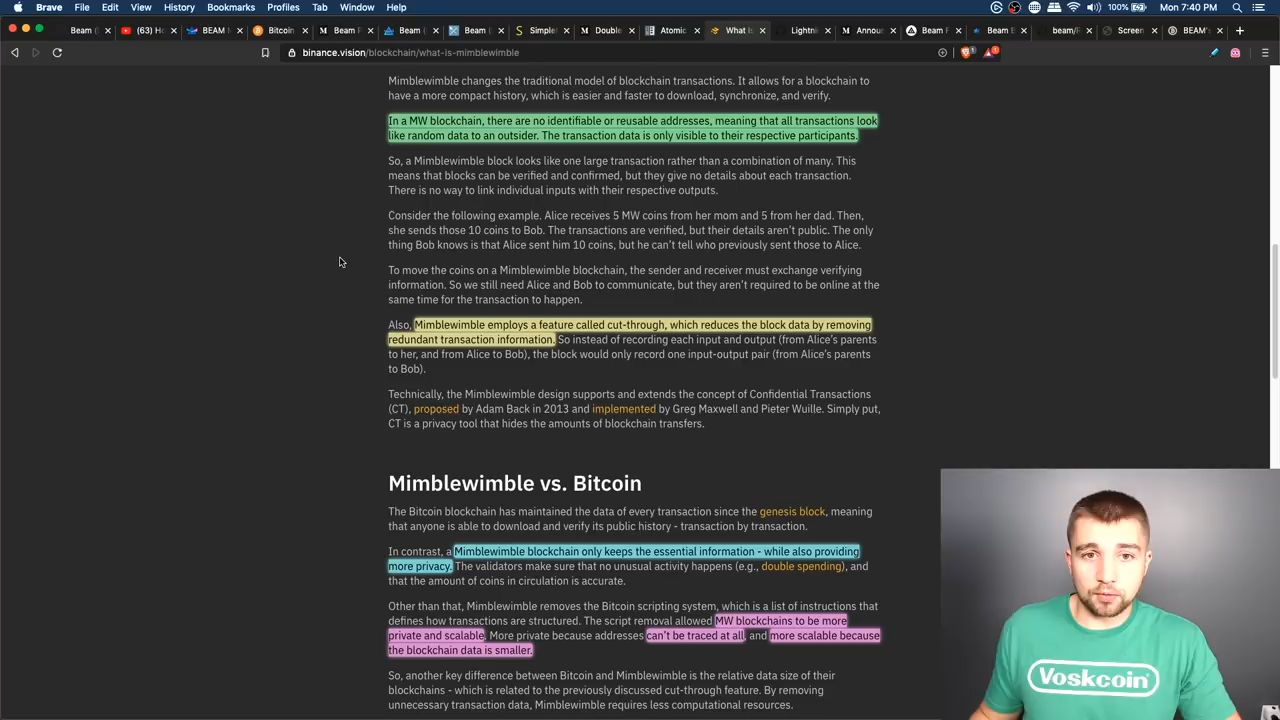 Brave File Edit View History Bookmarks Profiles Tab Window Help 100% Mon 7:40 PM
Beam ( (63) Ho BEAM Bitcoin Beam F Beam ( Beam Simple Double Atomic What Is Lightni Annou Beam F Beam B beam/R Screen BEAM's
binance.vision/blockchain/what-is-mimblewimble
Mimblewimble changes the traditional model of blockchain transactions. It allows for a blockchain to
have a more compact history, which is easier and faster to download, synchronize, and verify.
In a MW blockchain, there are no identifiable or reusable addresses, meaning that all transactions look
like random data to an outsider. The transaction data is only visible to their respective participants.
So, a Mimblewimble block looks like one large transaction rather than a combination of many. This
means that blocks can be verified and confirmed, but they give no details about each transaction.
There is no way to link individual inputs with their respective outputs.
Consider the following example. Alice receives 5 MW coins from her mom and 5 from her dad. Then,
she sends those 10 coins to Bob. The transactions are verified, but their details aren't public. The only
thing Bob knows is that Alice sent him 10 coins, but he can't tell who previously sent those to Alice.
To move the coins on a Mimblewimble blockchain, the sender and receiver must exchange verifying
information. So we still need Alice and Bob to communicate, but they aren't required to be online at the
same time for the transaction to happen.
Also, Mimblewimble employs a feature called cut-through, which reduces the block data by removing
redundant transaction information. So instead of recording each input and output (from Alice's parents
to her, and from Alice to Bob), the block would only record one input-output pair (from Alice's parents
to Bob).
Technically, the Mimblewimble design supports and extends the concept of Confidential Transactions
(CT), proposed by Adam Back in 2013 and implemented by Greg Maxwell and Pieter Wuille. Simply put,
CT is a privacy tool that hides the amounts of blockchain transfers.
Mimblewimble vs. Bitcoin
The Bitcoin blockchain has maintained the data of every transaction since the genesis block, meaning
that anyone is able to download and verify its public history - transaction by transaction.
In contrast, a Mimblewimble blockchain only keeps the essential information - while also providing
more privacy. The validators make sure that no unusual activity happens (e.g., double spending), and
that the amount of coins in circulation is accurate.
Other than that, Mimblewimble removes the Bitcoin scripting system, which is a list of instructions that
defines how transactions are structured. The script removal allowed MW blockchains to be more
private and scalable. More private because addresses can't be traced at all, and more scalable because
the blockchain data is smaller.
So, another key difference between Bitcoin and Mimblewimble is the relative data size of their
blockchains - which is related to the previously discussed cut-through feature. By removing
unnecessary transaction data, Mimblewimble requires less computational resources.
Voskcoin